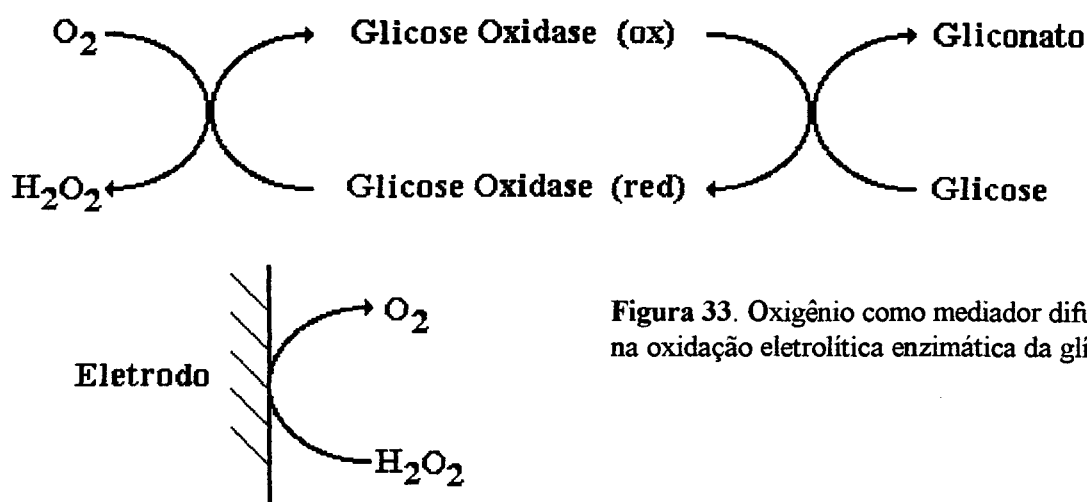 O2 Glicose Oxidase (ox) Gliconato
H2O2 Glicose Oxidase (red) Glicose
O2
Eletrodo
H2O2
Figura 33. Oxigênio como mediador
na oxidação eletrolítica enzimática da